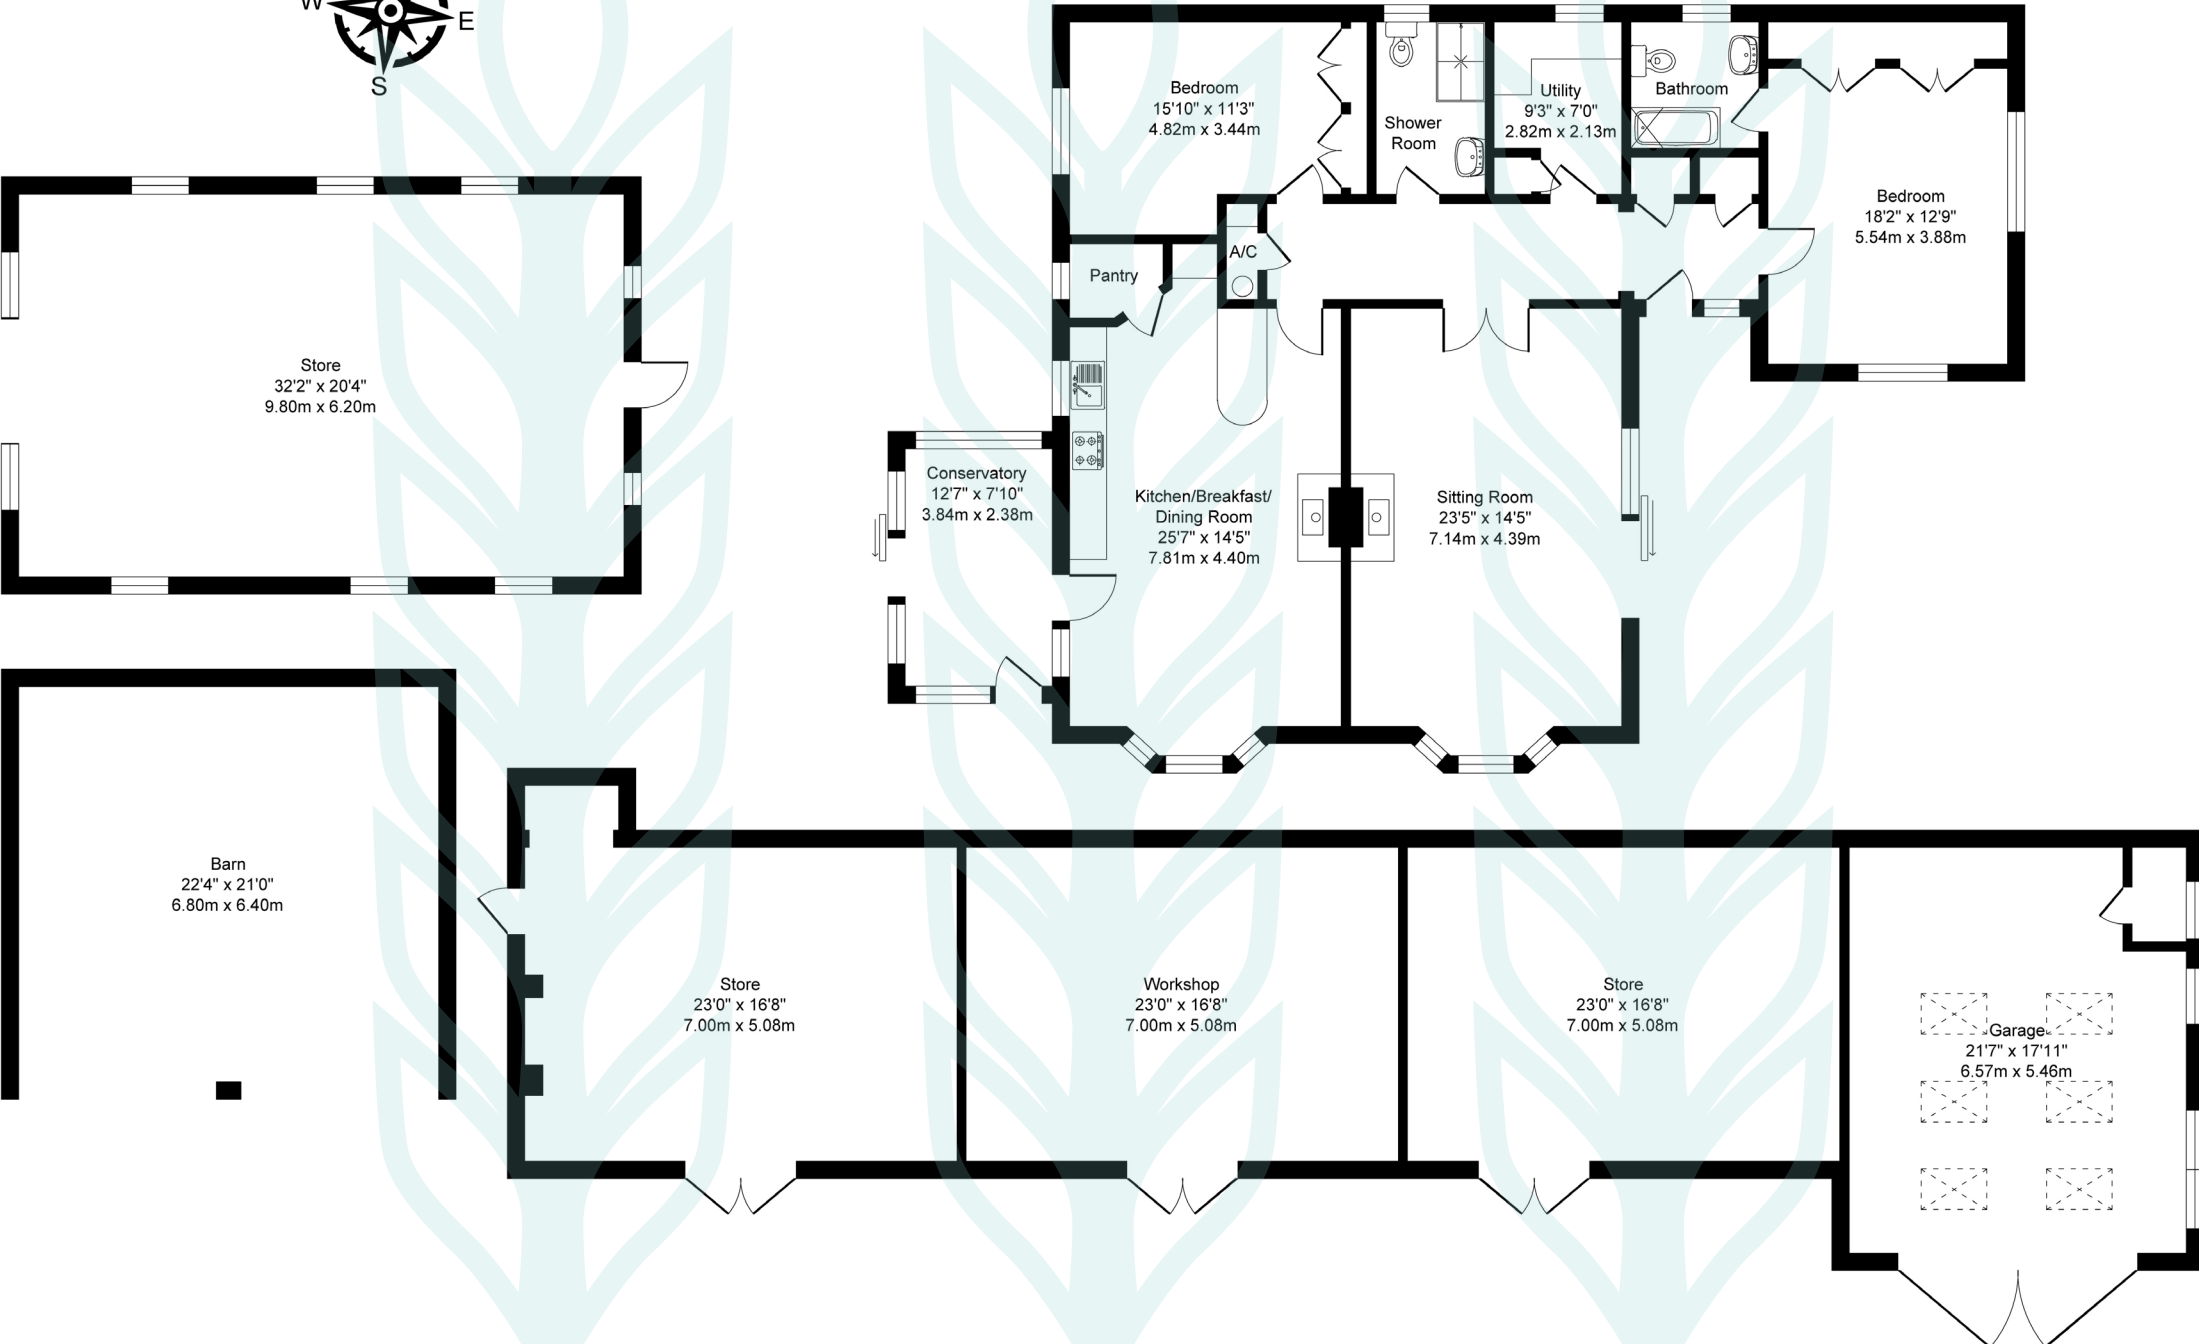 W
E
S
Bedroom
15'10" x 11'3"
4.82m x 3.44m
Shower
Room
Utility
9'3" x 7'0"
2.82m x 2.13m
Bathroom
Bedroom
18'2" x 12'9"
5.54m x 3.88m
A/C
Pantry
Store
32'2" x 20'4"
9.80m x 6.20m
Conservatory
12'7" x 7'10"
3.84m x 2.38m
Kitchen/Breakfast/
Dining Room
25'7" x 14'5"
7.81m x 4.40m
Sitting Room
23'5" x 14'5"
7.14m x 4.39m
Barn
22'4" x 21'0"
6.80m x 6.40m
Store
23'0" x 16'8"
7.00m x 5.08m
Workshop
23'0" x 16'8"
7.00m x 5.08m
Store
23'0" x 16'8"
7.00m x 5.08m
Garage
21'7" x 17'11"
6.57m x 5.46m